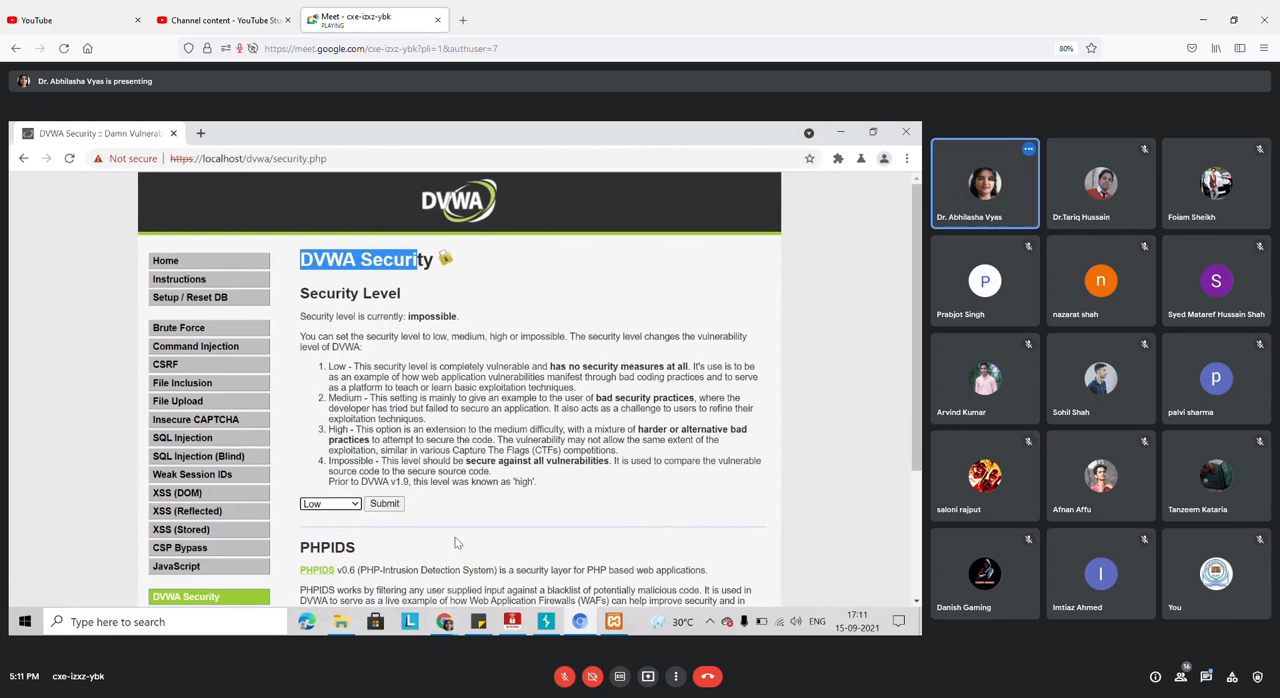 YouTube
Channel content - YouTube Stu
Meet - cxe-izxz-ybk
PLAYING
https://meet.google.com/cxe-izxz-ybk?pli=1&authuser=7
80%
Dr. Abhilasha Vyas is presenting
DVWA Security :: Damn Vulnerab
Not secure
https://localhost/dvwa/security.php
DVWA
Home
Instructions
Setup / Reset DB
Brute Force
Command Injection
CSRF
File Inclusion
File Upload
Insecure CAPTCHA
SQL Injection
SQL Injection (Blind)
Weak Session IDs
XSS (DOM)
XSS (Reflected)
XSS (Stored)
CSP Bypass
JavaScript
DVWA Security
DVWA Security
Security Level
Security level is currently: impossible.
You can set the security level to low, medium, high or impossible. The security level changes the vulnerability
level of DVWA:
1. Low - This security level is completely vulnerable and has no security measures at all. It's use is to be
as an example of how web application vulnerabilities manifest through bad coding practices and to serve
as a platform to teach or learn basic exploitation techniques.
2. Medium - This setting is mainly to give an example to the user of bad security practices, where the
developer has tried but failed to secure an application. It also acts as a challenge to users to refine their
exploitation techniques.
3. High - This option is an extension to the medium difficulty, with a mixture of harder or alternative bad
practices to attempt to secure the code. The vulnerability may not allow the same extent of the
exploitation, similar in various Capture The Flags (CTFs) competitions.
4. Impossible - This level should be secure against all vulnerabilities. It is used to compare the vulnerable
source code to the secure source code.
Prior to DVWA v1.9, this level was known as 'high'.
Low
Submit
PHPIDS
PHPIDS v0.6 (PHP-Intrusion Detection System) is a security layer for PHP based web applications.
PHPIDS works by filtering any user supplied input against a blacklist of potentially malicious code. It is used in
DVWA to serve as a live example of how Web Application Firewalls (WAFs) can help improve security and in
Type here to search
30°C
ENG
17:11
15-09-2021
Dr. Abhilasha Vyas
Dr.Tariq Hussain
Foiam Sheikh
P
Prabjot Singh
n
nazarat shah
S
Syed Mataref Hussain Shah
Arvind Kumar
Sohil Shah
p
palvi sharma
saloni rajput
Afnan Affu
Tanzeem Kataria
Danish Gaming
I
Imtiaz Ahmed
You
5:11 PM
cxe-izxz-ybk
16